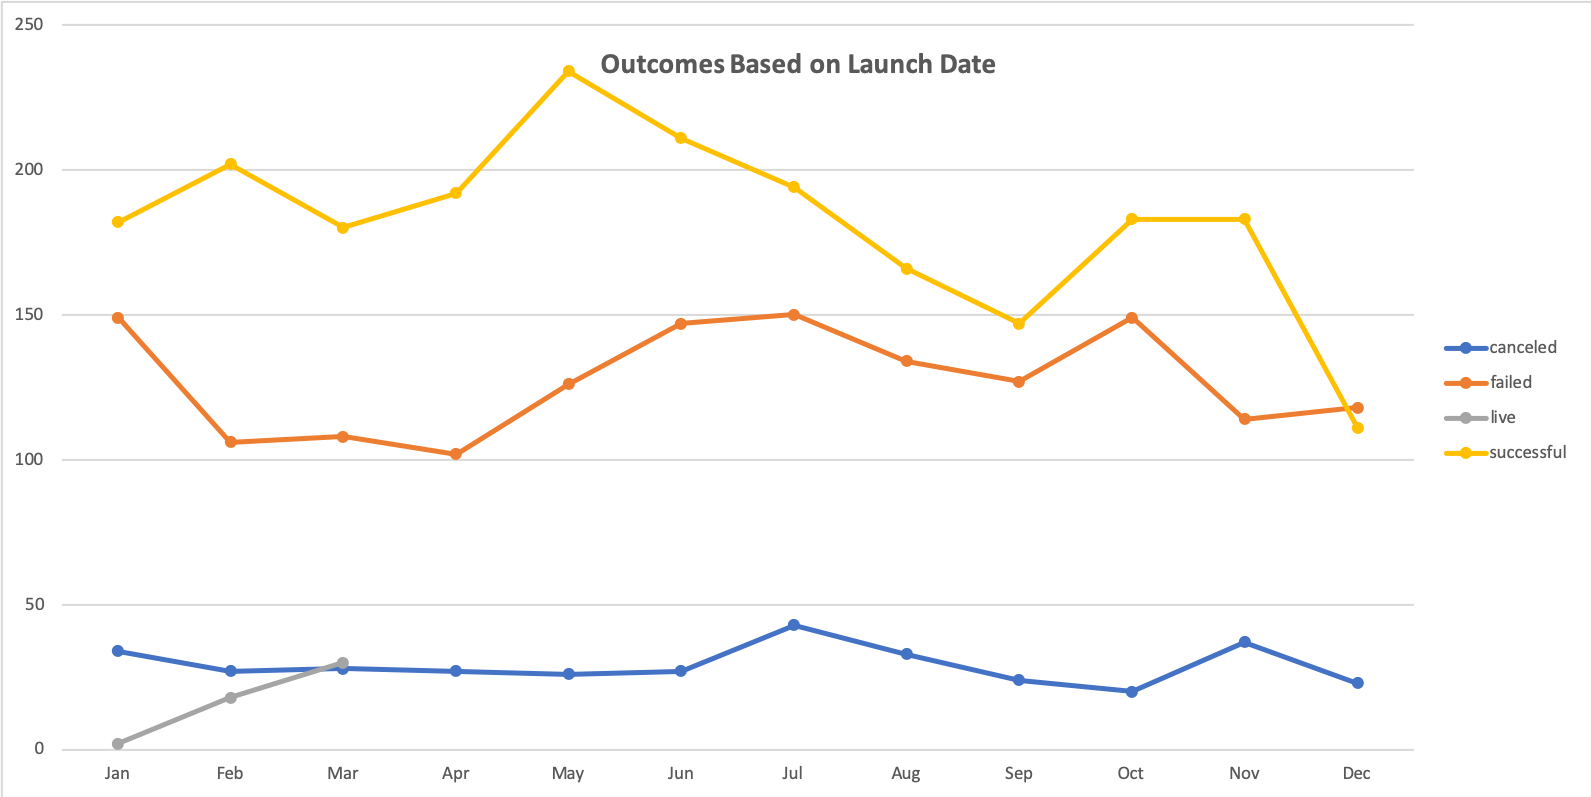 Outcomes Based on Launch Date
250
200
150
100
50
0
Jan Feb Mar Apr May Jun Jul Aug Sep Oct Nov Dec
canceled
failed
live
successful